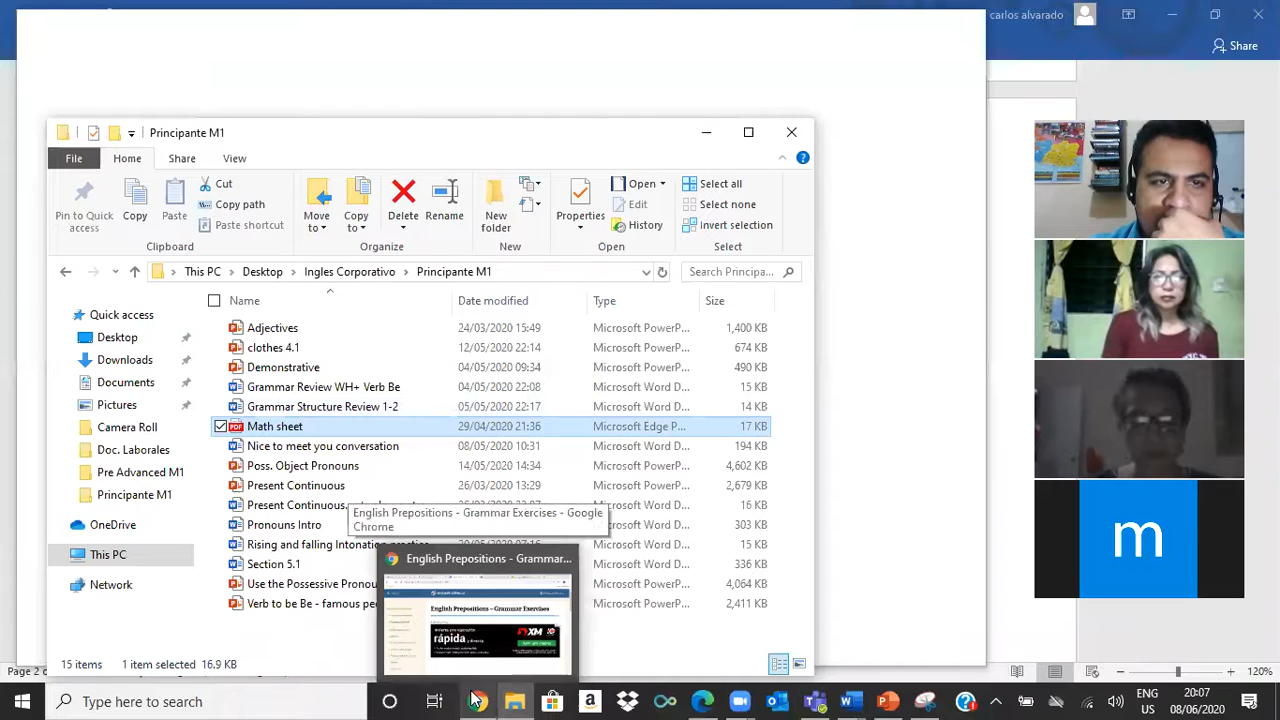 carlos alvarado
Share
Principante M1
File Home Share View
Pin to Quick access
Copy
Paste
Cut
Copy path
Paste shortcut
Clipboard
Move to
Copy to
Delete
Rename
Organize
New folder
New
Properties
Open
Edit
History
Open
Select all
Select none
Invert selection
Select
This PC Desktop Ingles Corporativo Principante M1
Search Principa...
Name Date modified Type Size
Quick access
Desktop
Downloads
Documents
Pictures
Camera Roll
Doc. Laborales
Pre Advanced M1
Principante M1
OneDrive
This PC
Network
Adjectives 24/03/2020 15:49 Microsoft PowerP... 1,400 KB
clothes 4.1 12/05/2020 22:14 Microsoft PowerP... 674 KB
Demonstrative 04/05/2020 09:34 Microsoft PowerP... 490 KB
Grammar Review WH+ Verb Be 04/05/2020 22:08 Microsoft Word D... 15 KB
Grammar Structure Review 1-2 05/05/2020 22:17 Microsoft Word D... 14 KB
Math sheet 29/04/2020 21:36 Microsoft Edge P... 17 KB
Nice to meet you conversation 08/05/2020 10:31 Microsoft Word D... 194 KB
Poss. Object Pronouns 14/05/2020 14:34 Microsoft PowerP... 4,602 KB
Present Continuous 26/03/2020 13:29 Microsoft PowerP... 2,679 KB
Present Continuous. Microsoft Word D... 16 KB
Pronouns Intro Microsoft Word D... 303 KB
Rising and falling Intonation practice Microsoft Word D... 15 KB
Section 5.1 Microsoft Word D... 336 KB
Use the Possessive Pronou Microsoft PowerP... 4,064 KB
Verb to be Be - famous pe Microsoft PowerP... 2,411 KB
English Prepositions - Grammar Exercises - Google Chrome
English Prepositions - Grammar...
English Prepositions - Grammar Exercises
rápida
XM
15 items item selected 16.9 KB
Page 2
120%
m
Type here to search
ENG
US
20:07
08/06/2020